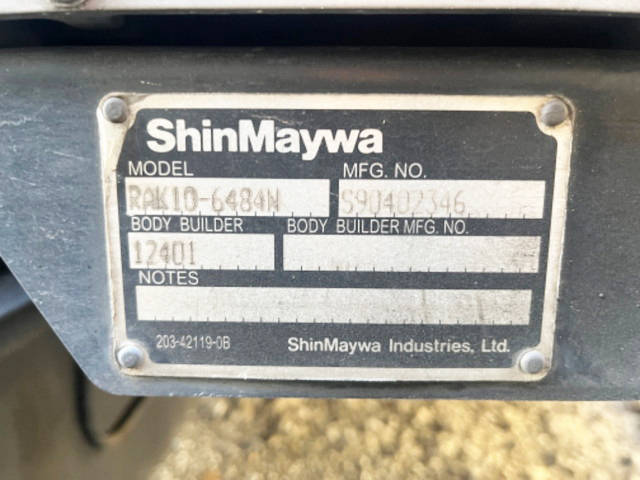 ShinMaywa
MODEL MFG. NO.
RAK10-6484N S90402346
BODY BUILDER BODY BUILDER MFG. NO.
12401
NOTES
203-42119-0B ShinMaywa Industries, Ltd.